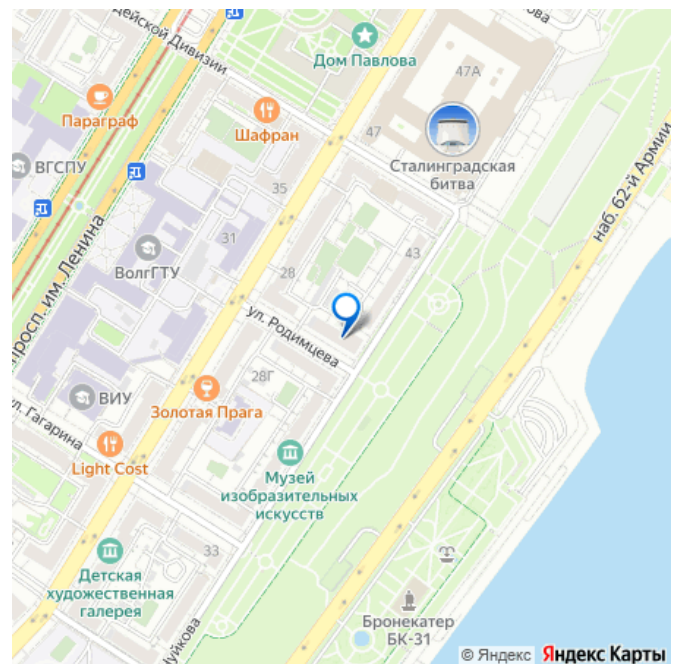 дейской Дивизии
Дом Павлова
47А
Параграф
Шафран
47
Сталинградская
битва
ВГСПУ
35
наб. 62-й Армии
31
ВолгГТУ
43
28
просп. им. Ленина
ул. Родимцева
28Г
ВИУ
Золотая Прага
ул. Гагарина
Light Cost
Музей
изобразительных
искусств
33
Детская
художественная
галерея
Бронекатер
БК-31
Чуйкова
© Яндекс Яндекс Карты